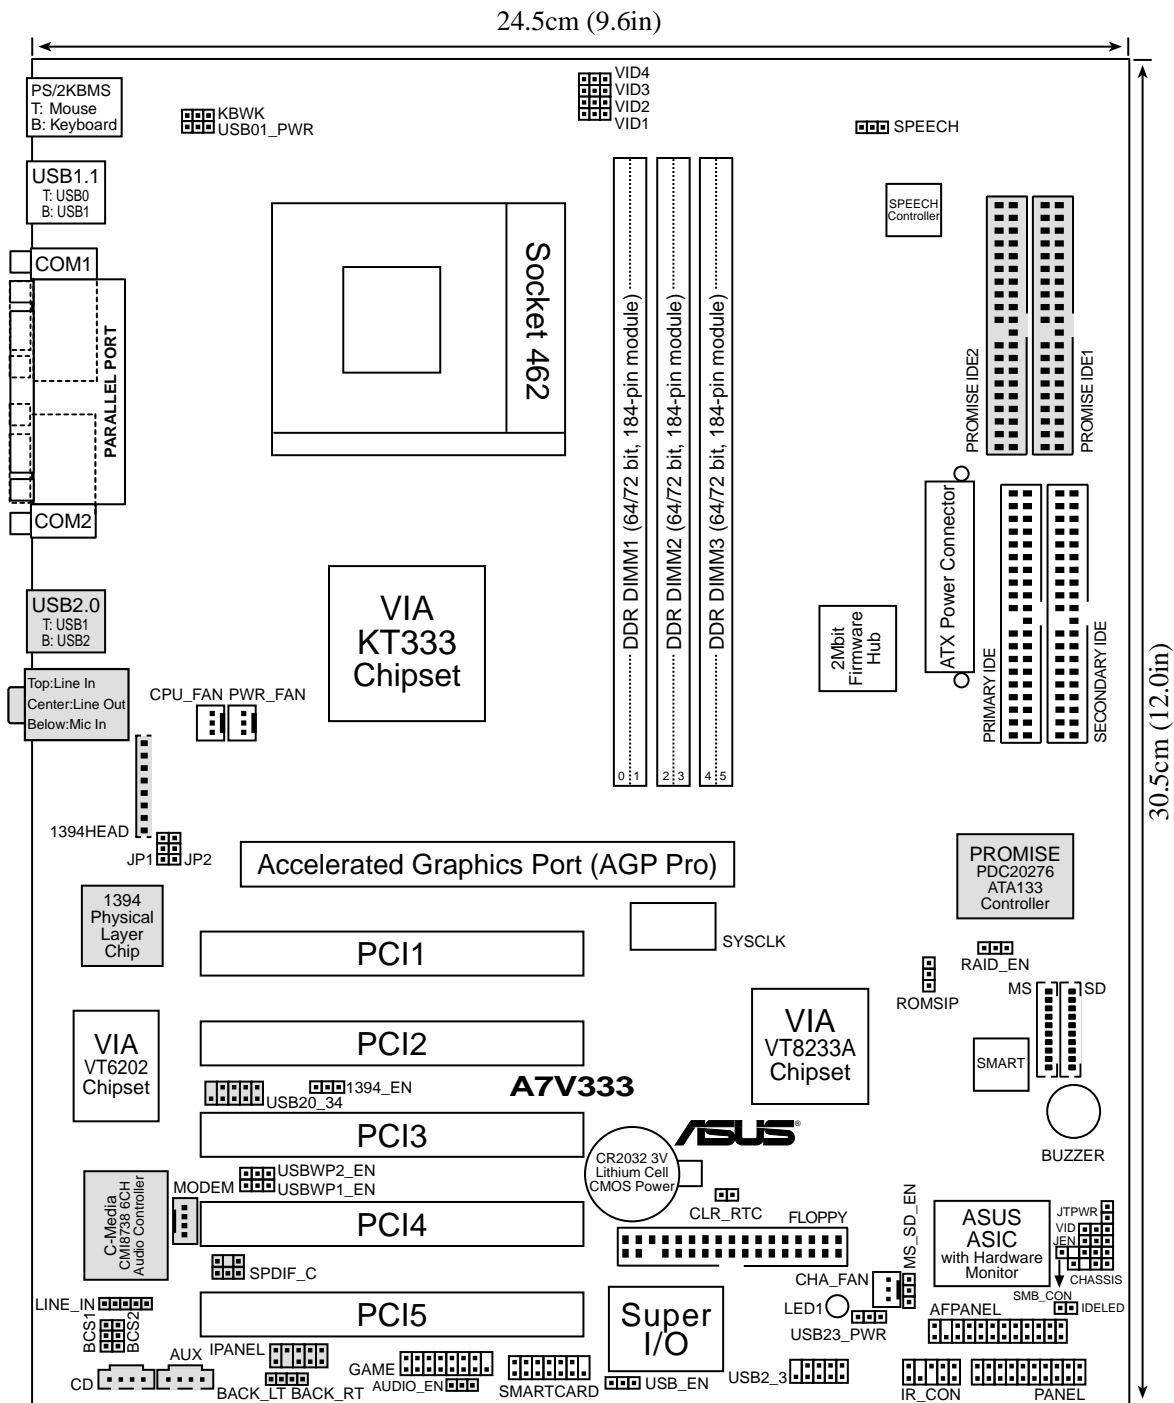 24.5cm (9.6in)
PS/2KBMS
T: Mouse
B: Keyboard
KBWK
USB01_PWR
VID4
VID3
VID2
VID1
SPEECH
USB1.1
T: USB0
B: USB1
SPEECH
Controller
COM1
PARALLEL PORT
COM2
Socket 462
DDR DIMM1 (64/72 bit, 184-pin module)
DDR DIMM2 (64/72 bit, 184-pin module)
DDR DIMM3 (64/72 bit, 184-pin module)
0 1
2 3
4 5
PROMISE IDE2
PROMISE IDE1
ATX Power Connector
PRIMARY IDE
SECONDARY IDE
30.5cm (12.0in)
USB2.0
T: USB1
B: USB2
VIA
KT333
Chipset
2Mbit
Firmware
Hub
Top:Line In
Center:Line Out
Below:Mic In
CPU_FAN
PWR_FAN
1394HEAD
JP1
JP2
Accelerated Graphics Port (AGP Pro)
PROMISE
PDC20276
ATA133
Controller
1394
Physical
Layer
Chip
PCI1
SYSCLK
RAID_EN
ROMSIP
MS
SD
VIA
VT6202
Chipset
PCI2
VIA
VT8233A
Chipset
SMART
USB20_34
1394_EN
A7V333
ASUS®
BUZZER
PCI3
CR2032 3V
Lithium Cell
CMOS Power
USBWP2_EN
USBWP1_EN
C-Media
CMI8738 6CH
Audio Controller
MODEM
PCI4
CLR_RTC
FLOPPY
MS_SD_EN
ASUS
ASIC
with Hardware
Monitor
JTPWR
VID
JEN
CHASSIS
SPDIF_C
CHA_FAN
SMB_CON
IDELED
LINE_IN
BCS1
BCS2
PCI5
Super
I/O
LED1
USB23_PWR
AFPANEL
IPANEL
AUX
CD
BACK_LT
BACK_RT
GAME
AUDIO_EN
SMARTCARD
USB_EN
USB2_3
IR_CON
PANEL